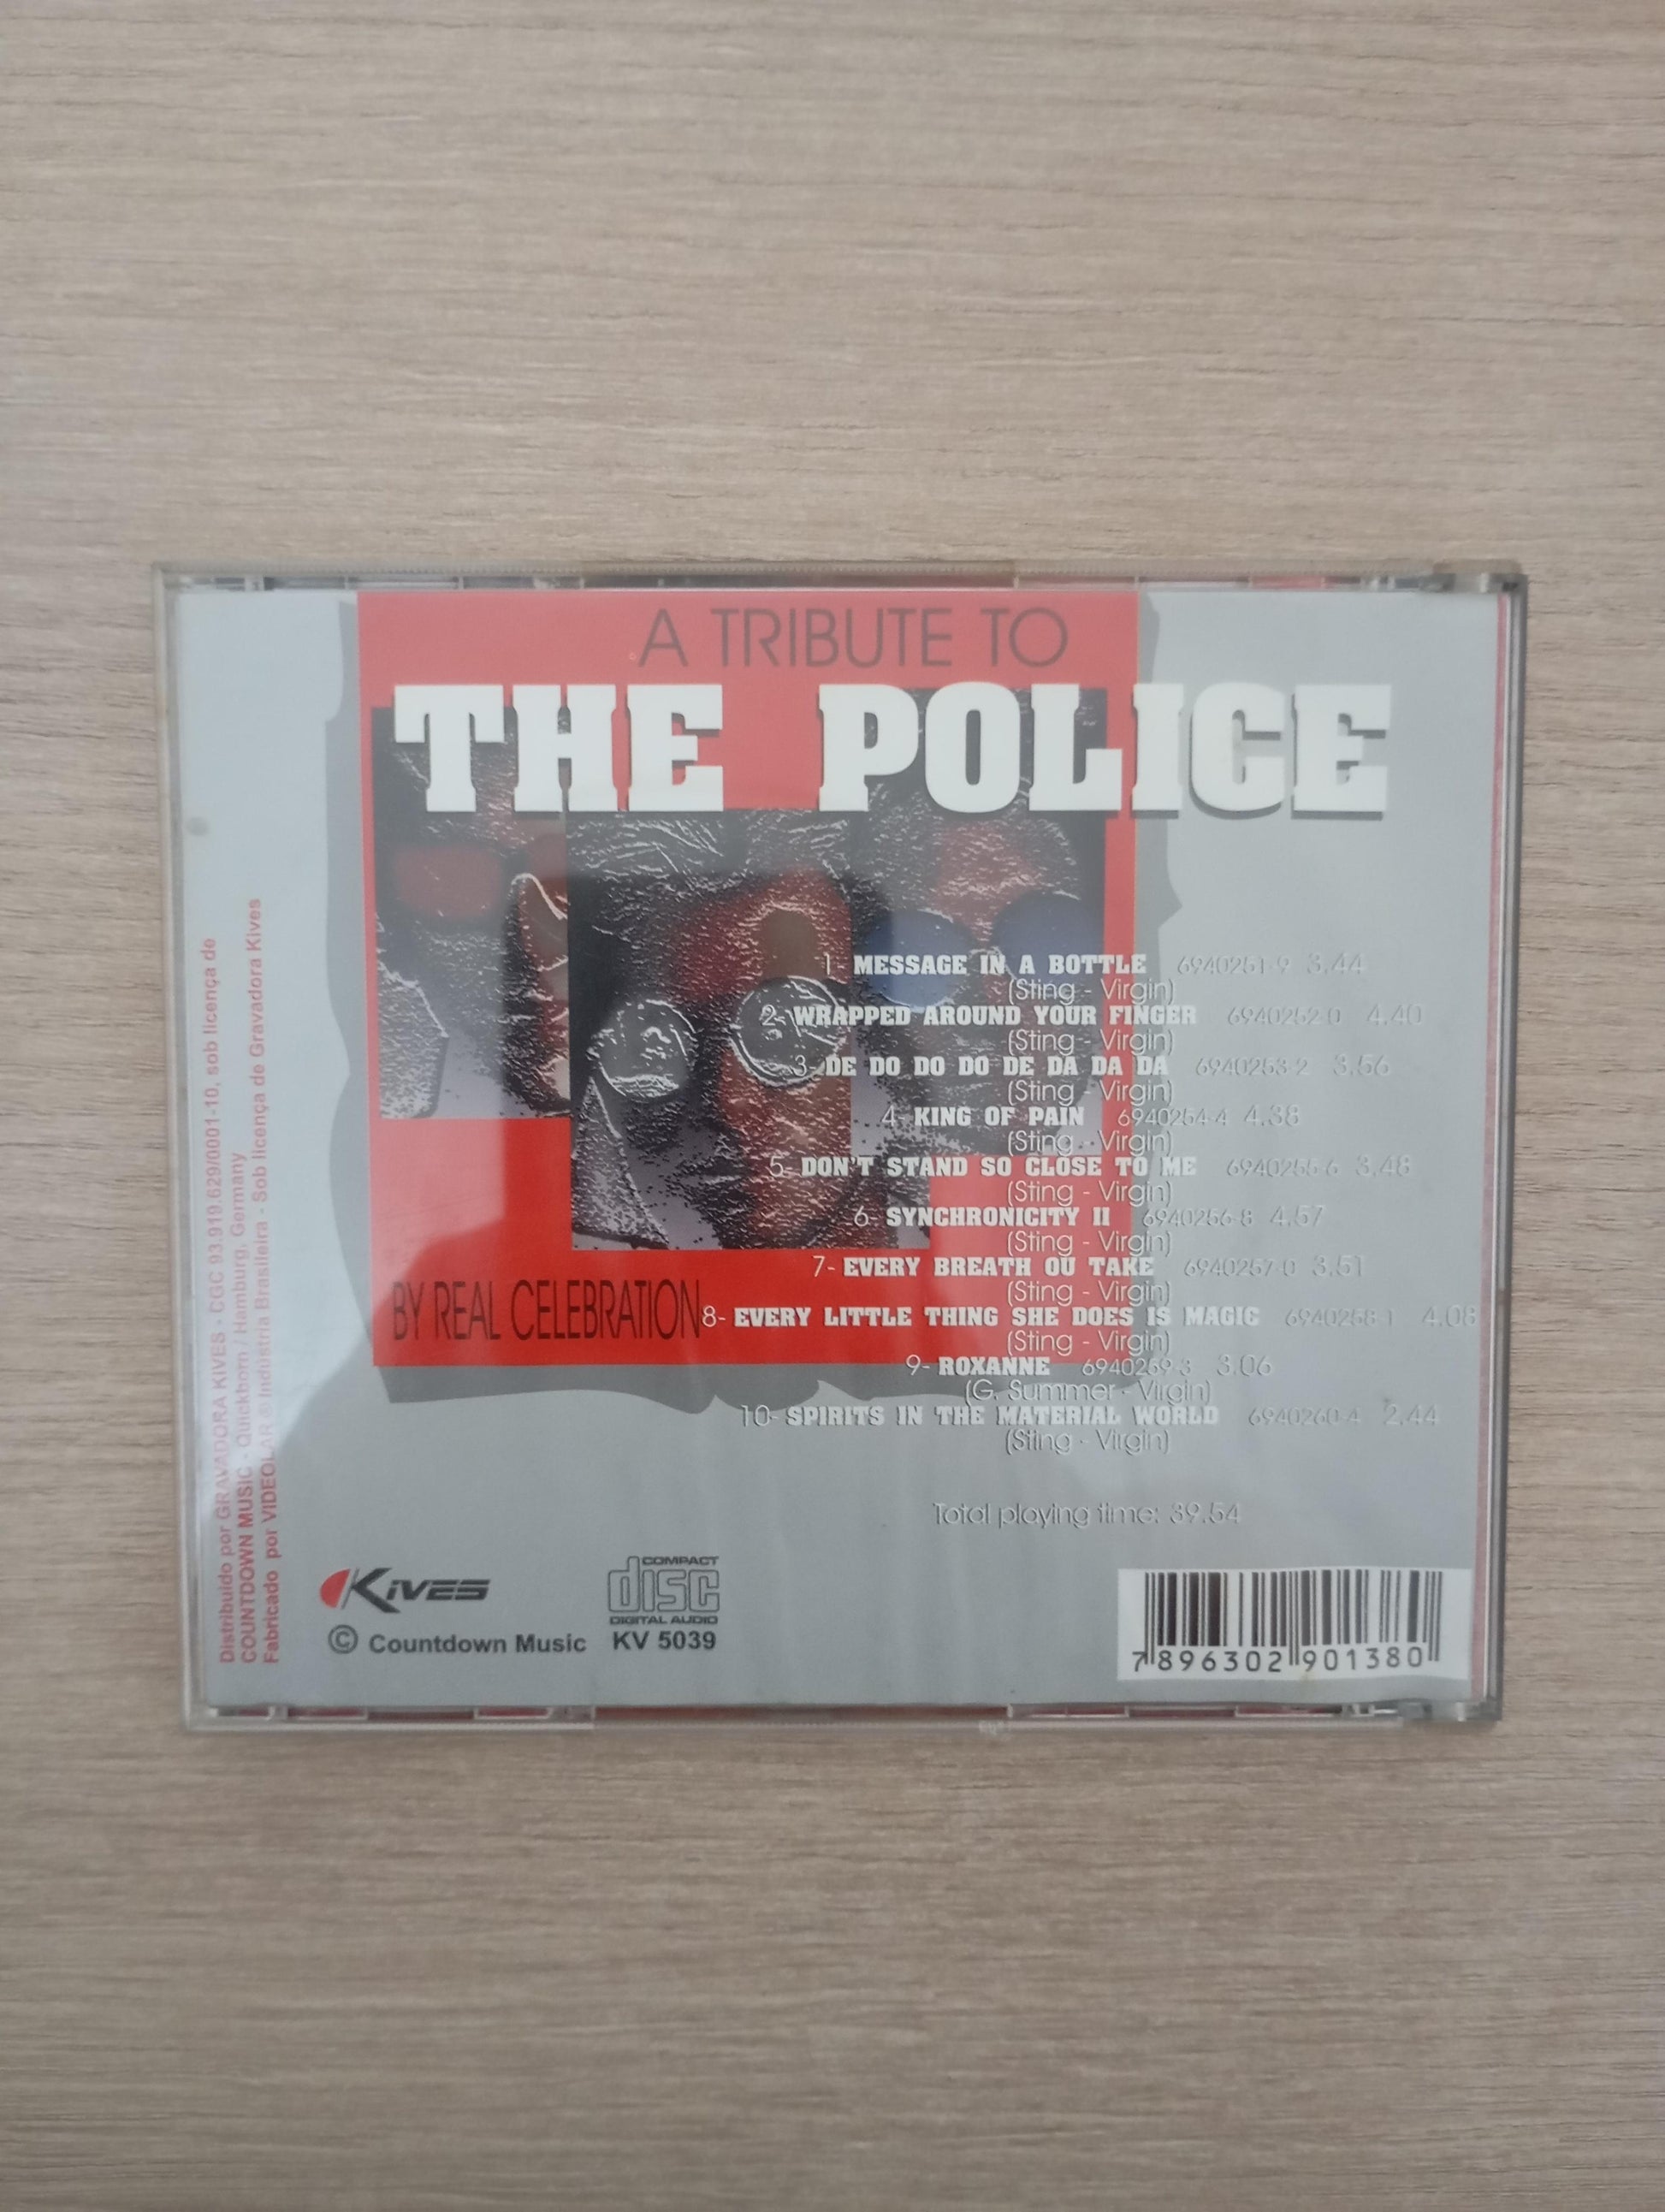 A TRIBUTE TO
THE POLICE
1- MESSAGE IN A BOTTLE 6940251-9 3.44
(Sting - Virgin)
2- WRAPPED AROUND YOUR FINGER 6940252-0 4.40
(Sting - Virgin)
3- DE DO DO DO DE DA DA DA 6940253-2 3.56
(Sting - Virgin)
4- KING OF PAIN 6940254-4 4.38
(Sting - Virgin)
5- DON'T STAND SO CLOSE TO ME 6940255-6 3.48
(Sting - Virgin)
6- SYNCHRONICITY II 6940256-8 4.57
(Sting - Virgin)
7- EVERY BREATH OU TAKE 6940257-0 3.51
(Sting - Virgin)
8- EVERY LITTLE THING SHE DOES IS MAGIC 6940258-1 4.08
(Sting - Virgin)
9- ROXANNE 6940259-3 3.06
(G. Summer - Virgin)
10- SPIRITS IN THE MATERIAL WORLD 6940260-4 2.44
(Sting - Virgin)
BY REAL CELEBRATION
Total playing time: 39.54
Distribuído por GRAVADORA KIVES - CGC 93.919.629/0001-10, sob licença de
COUNTDOWN MUSIC - Quickborn / Hamburg, Germany
Fabricado por VIDEOLAR ® Indústria Brasileira - Sob licença de Gravadora Kives
KIVES
© Countdown Music
COMPACT
disc
DIGITAL AUDIO
KV 5039
7 896302 901380